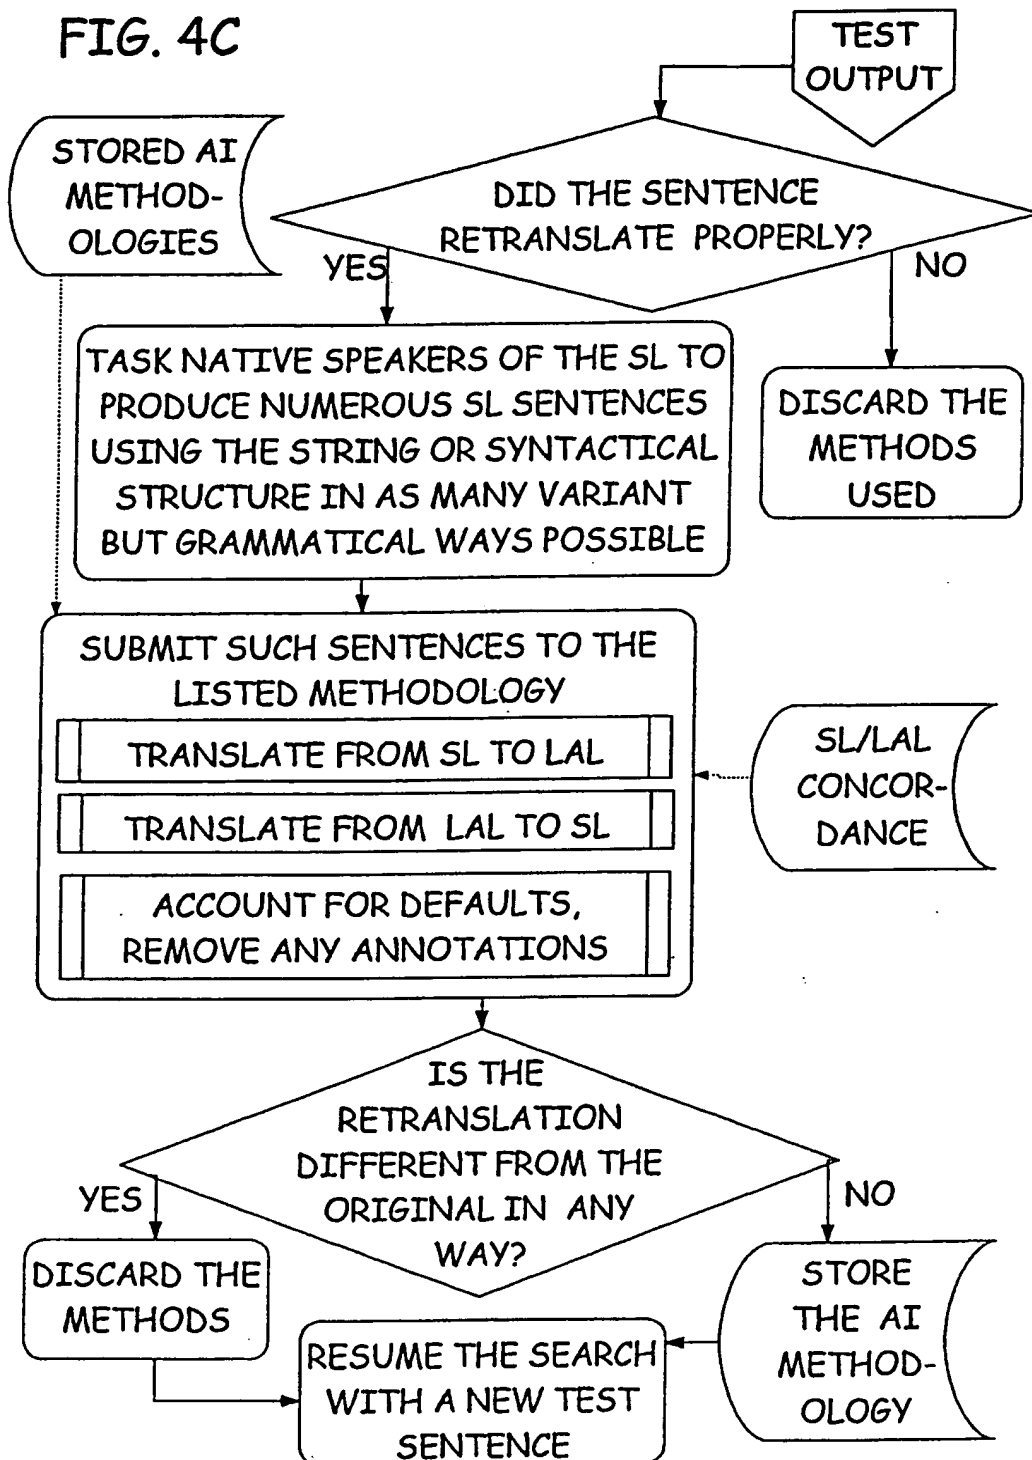 FIG. 4C
TEST
OUTPUT
STORED AI
METHOD-
OLOGIES
DID THE SENTENCE
RETRANSLATE PROPERLY?
YES
NO
TASK NATIVE SPEAKERS OF THE SL TO
PRODUCE NUMEROUS SL SENTENCES
USING THE STRING OR SYNTACTICAL
STRUCTURE IN AS MANY VARIANT
BUT GRAMMATICAL WAYS POSSIBLE
DISCARD THE
METHODS
USED
SUBMIT SUCH SENTENCES TO THE
LISTED METHODOLOGY
TRANSLATE FROM SL TO LAL
TRANSLATE FROM LAL TO SL
ACCOUNT FOR DEFAULTS,
REMOVE ANY ANNOTATIONS
SL/LAL
CONCOR-
DANCE
IS THE
RETRANSLATION
DIFFERENT FROM THE
ORIGINAL IN ANY
WAY?
YES
NO
DISCARD THE
METHODS
STORE
THE AI
METHOD-
OLOGY
RESUME THE SEARCH
WITH A NEW TEST
SENTENCE